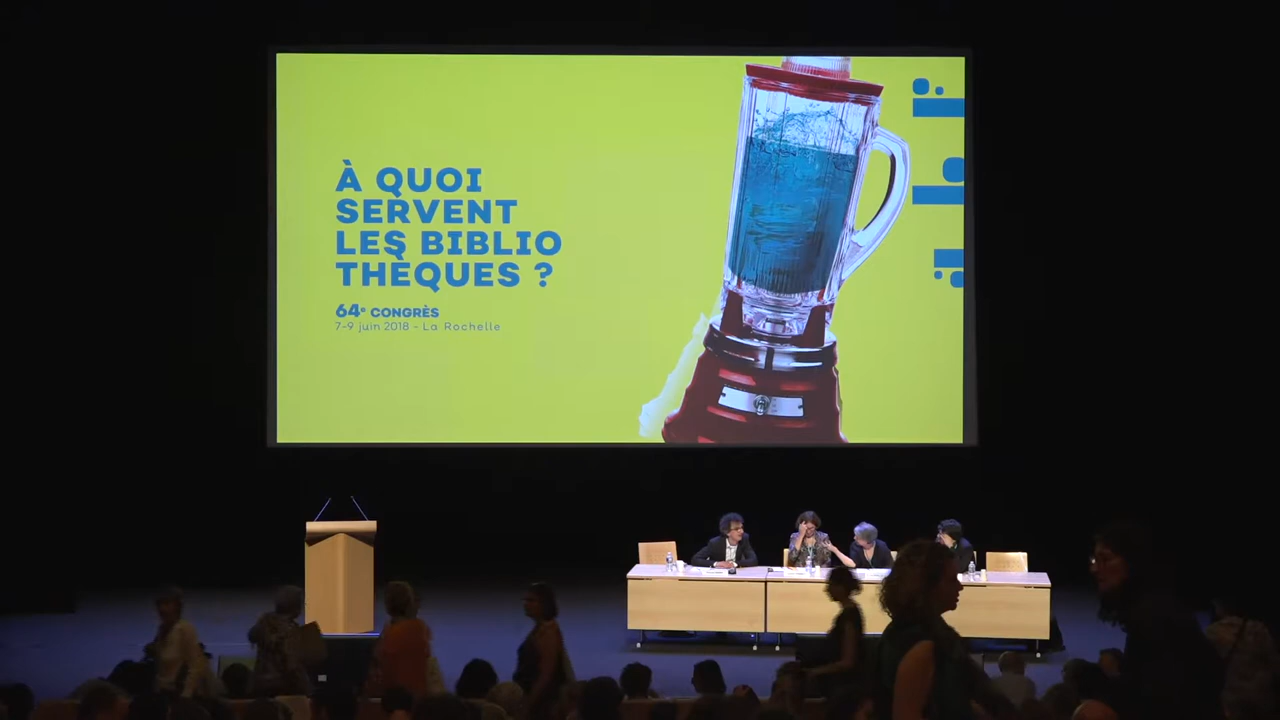 À QUOI
SERVENT
LES BIBLIO
THÈQUES ?
64e CONGRÈS
7-9 juin 2018 - La Rochelle